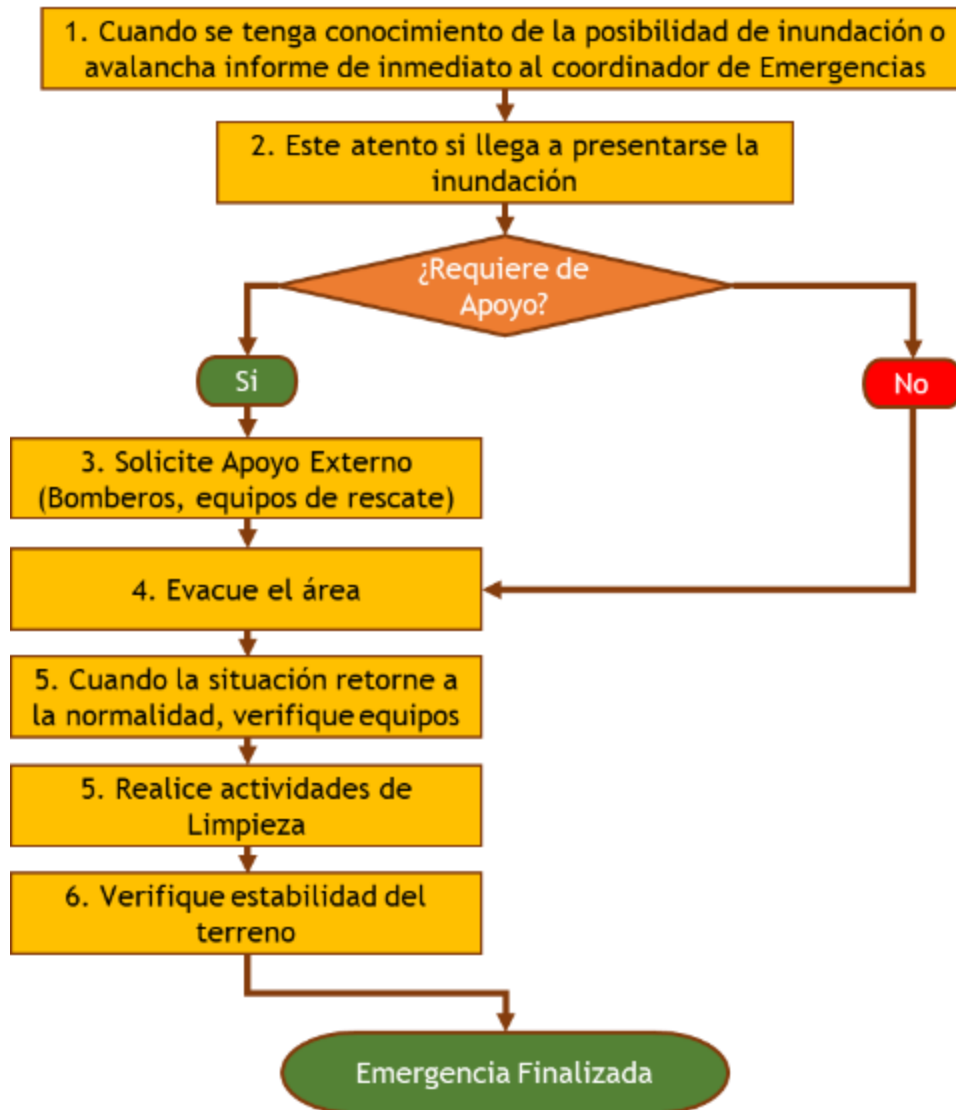 1. Cuando se tenga conocimiento de la posibilidad de inundación o
avalancha informe de inmediato al coordinador de Emergencias
2. Este atento si llega a presentarse la
inundación
¿Requiere de
Apoyo?
Si
No
3. Solicite Apoyo Externo
(Bomberos, equipos de rescate)
4. Evacue el área
5. Cuando la situación retorne a
la normalidad, verifique equipos
5. Realice actividades de
Limpieza
6. Verifique estabilidad del
terreno
Emergencia Finalizada